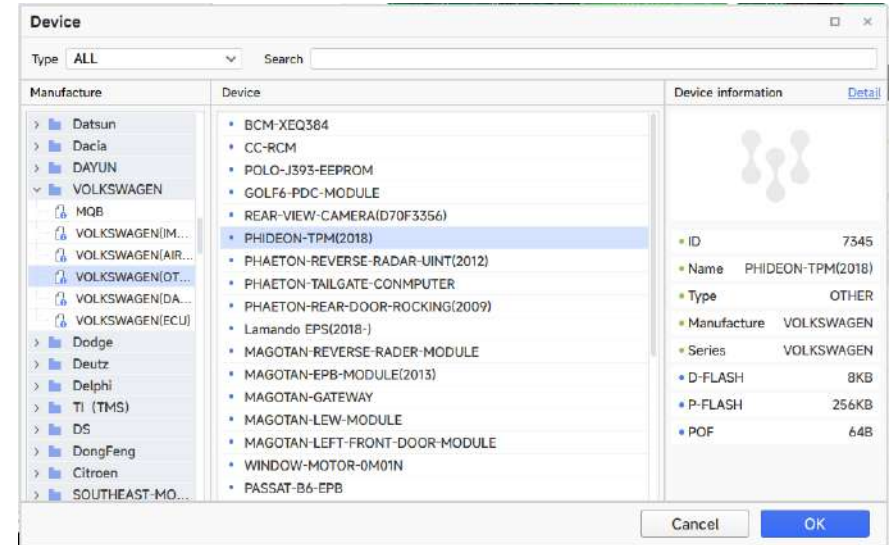 Device
Type ALL Search
Manufacture
Datsun
Dacia
DAYUN
VOLKSWAGEN
MQB
VOLKSWAGEN(IM...
VOLKSWAGEN(AIR...
VOLKSWAGEN(OT...
VOLKSWAGEN(DA...
VOLKSWAGEN(ECU)
Dodge
Deutz
Delphi
TI (TMS)
DS
DongFeng
Citroen
SOUTHEAST-MO...
Device
BCM-XEQ384
CC-RCM
POLO-J393-EEPROM
GOLF6-PDC-MODULE
REAR-VIEW-CAMERA(D70F3356)
PHIDEON-TPM(2018)
PHAETON-REVERSE-RADAR-UINT(2012)
PHAETON-TAILGATE-CONMPUTER
PHAETON-REAR-DOOR-ROCKING(2009)
Lamando EPS(2018-)
MAGOTAN-REVERSE-RADER-MODULE
MAGOTAN-EPB-MODULE(2013)
MAGOTAN-GATEWAY
MAGOTAN-LEW-MODULE
MAGOTAN-LEFT-FRONT-DOOR-MODULE
WINDOW-MOTOR-0M01N
PASSAT-B6-EPB
Device information Detail
ID 7345
Name PHIDEON-TPM(2018)
Type OTHER
Manufacture VOLKSWAGEN
Series VOLKSWAGEN
D-FLASH 8KB
P-FLASH 256KB
POF 64B
Cancel OK